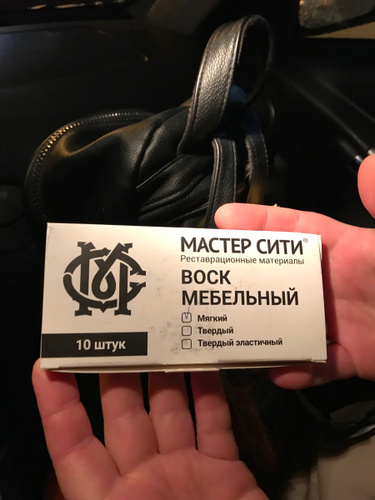 МАСТЕР СИТИ®
Реставрационные материалы
ВОСК
МЕБЕЛЬНЫЙ
Мягкий
Твердый
Твердый эластичный
10 штук